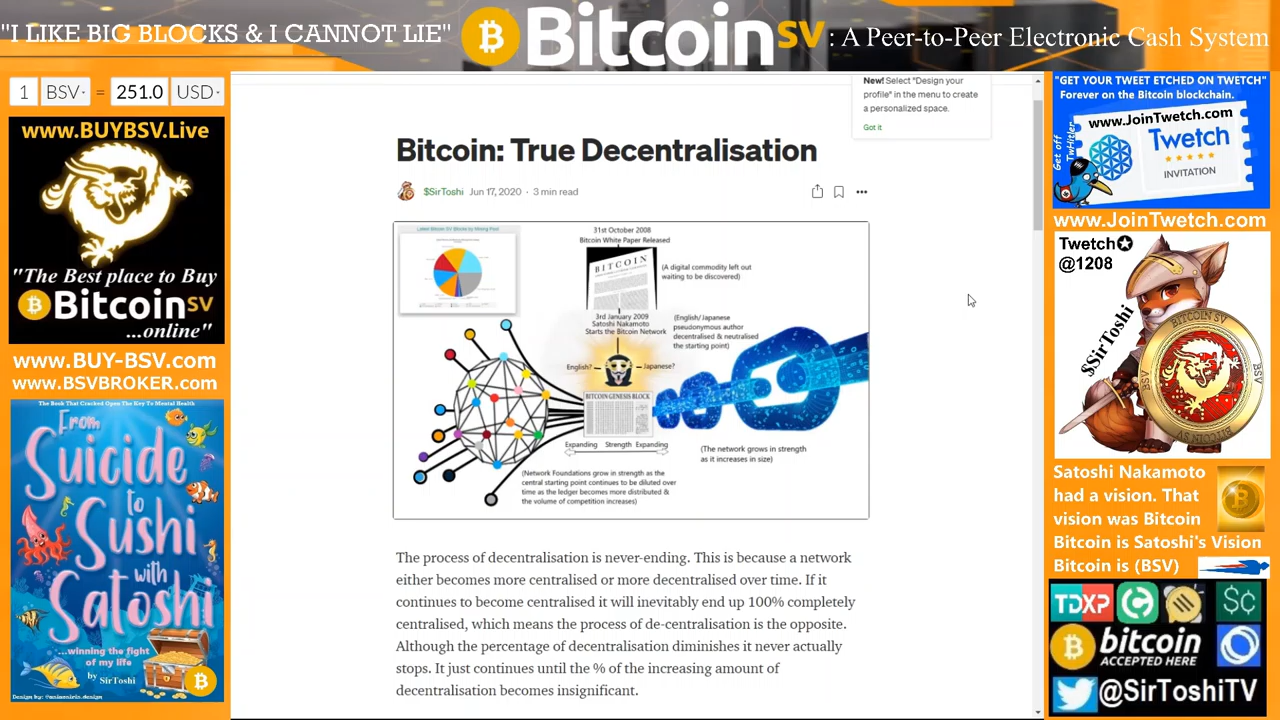 "I LIKE BIG BLOCKS & I CANNOT LIE"
BitcoinSV
: A Peer-to-Peer Electronic Cash System
1 BSV = 251.0 USD
www.BUYBSV.Live
"The Best place to Buy
BitcoinSV
...online"
www.BUY-BSV.com
www.BSVBROKER.com
The Book That Cracked Open The Key To Mental Health
From
Suicide
to
Sushi
with
Satoshi
...winning the fight
of my life
by SirToshi
New! Select "Design your
profile" in the menu to create
a personalized space.
Got it
Bitcoin: True Decentralisation
$SirToshi Jun 17, 2020 · 3 min read
Latest Bitcoin SV Blocks by Mining Pool
31st October 2008
Bitcoin White Paper Released
BITCOIN
(A digital commodity left out
waiting to be discovered)
3rd January 2009
Satoshi Nakamoto
Starts the Bitcoin Network
(English/ Japanese
pseudonymous author
decentralised & neutralised
the starting point)
English?
Japanese?
BITCOIN GENESIS BLOCK
Expanding Strength Expanding
(The network grows in strength
as it increases in size)
(Network Foundations grow in strength as the
central starting point continues to be diluted over
time as the ledger becomes more distributed &
the volume of competition increases)
The process of decentralisation is never-ending. This is because a network
either becomes more centralised or more decentralised over time. If it
continues to become centralised it will inevitably end up 100% completely
centralised, which means the process of de-centralisation is the opposite.
Although the percentage of decentralisation diminishes it never actually
stops. It just continues until the % of the increasing amount of
decentralisation becomes insignificant.
"GET YOUR TWEET ETCHED ON TWETCH"
Forever on the Bitcoin blockchain.
www.JoinTwetch.com
Get off
TwHitler
Twetch
INVITATION
www.JoinTwetch.com
Twetch
@1208
$SirToshi
BITCOIN SV
BSV
BSV
Satoshi Nakamoto
had a vision. That
vision was Bitcoin
Bitcoin is Satoshi's Vision
Bitcoin is (BSV)
TDXP
$C
bitcoin
ACCEPTED HERE
@SirToshiTV